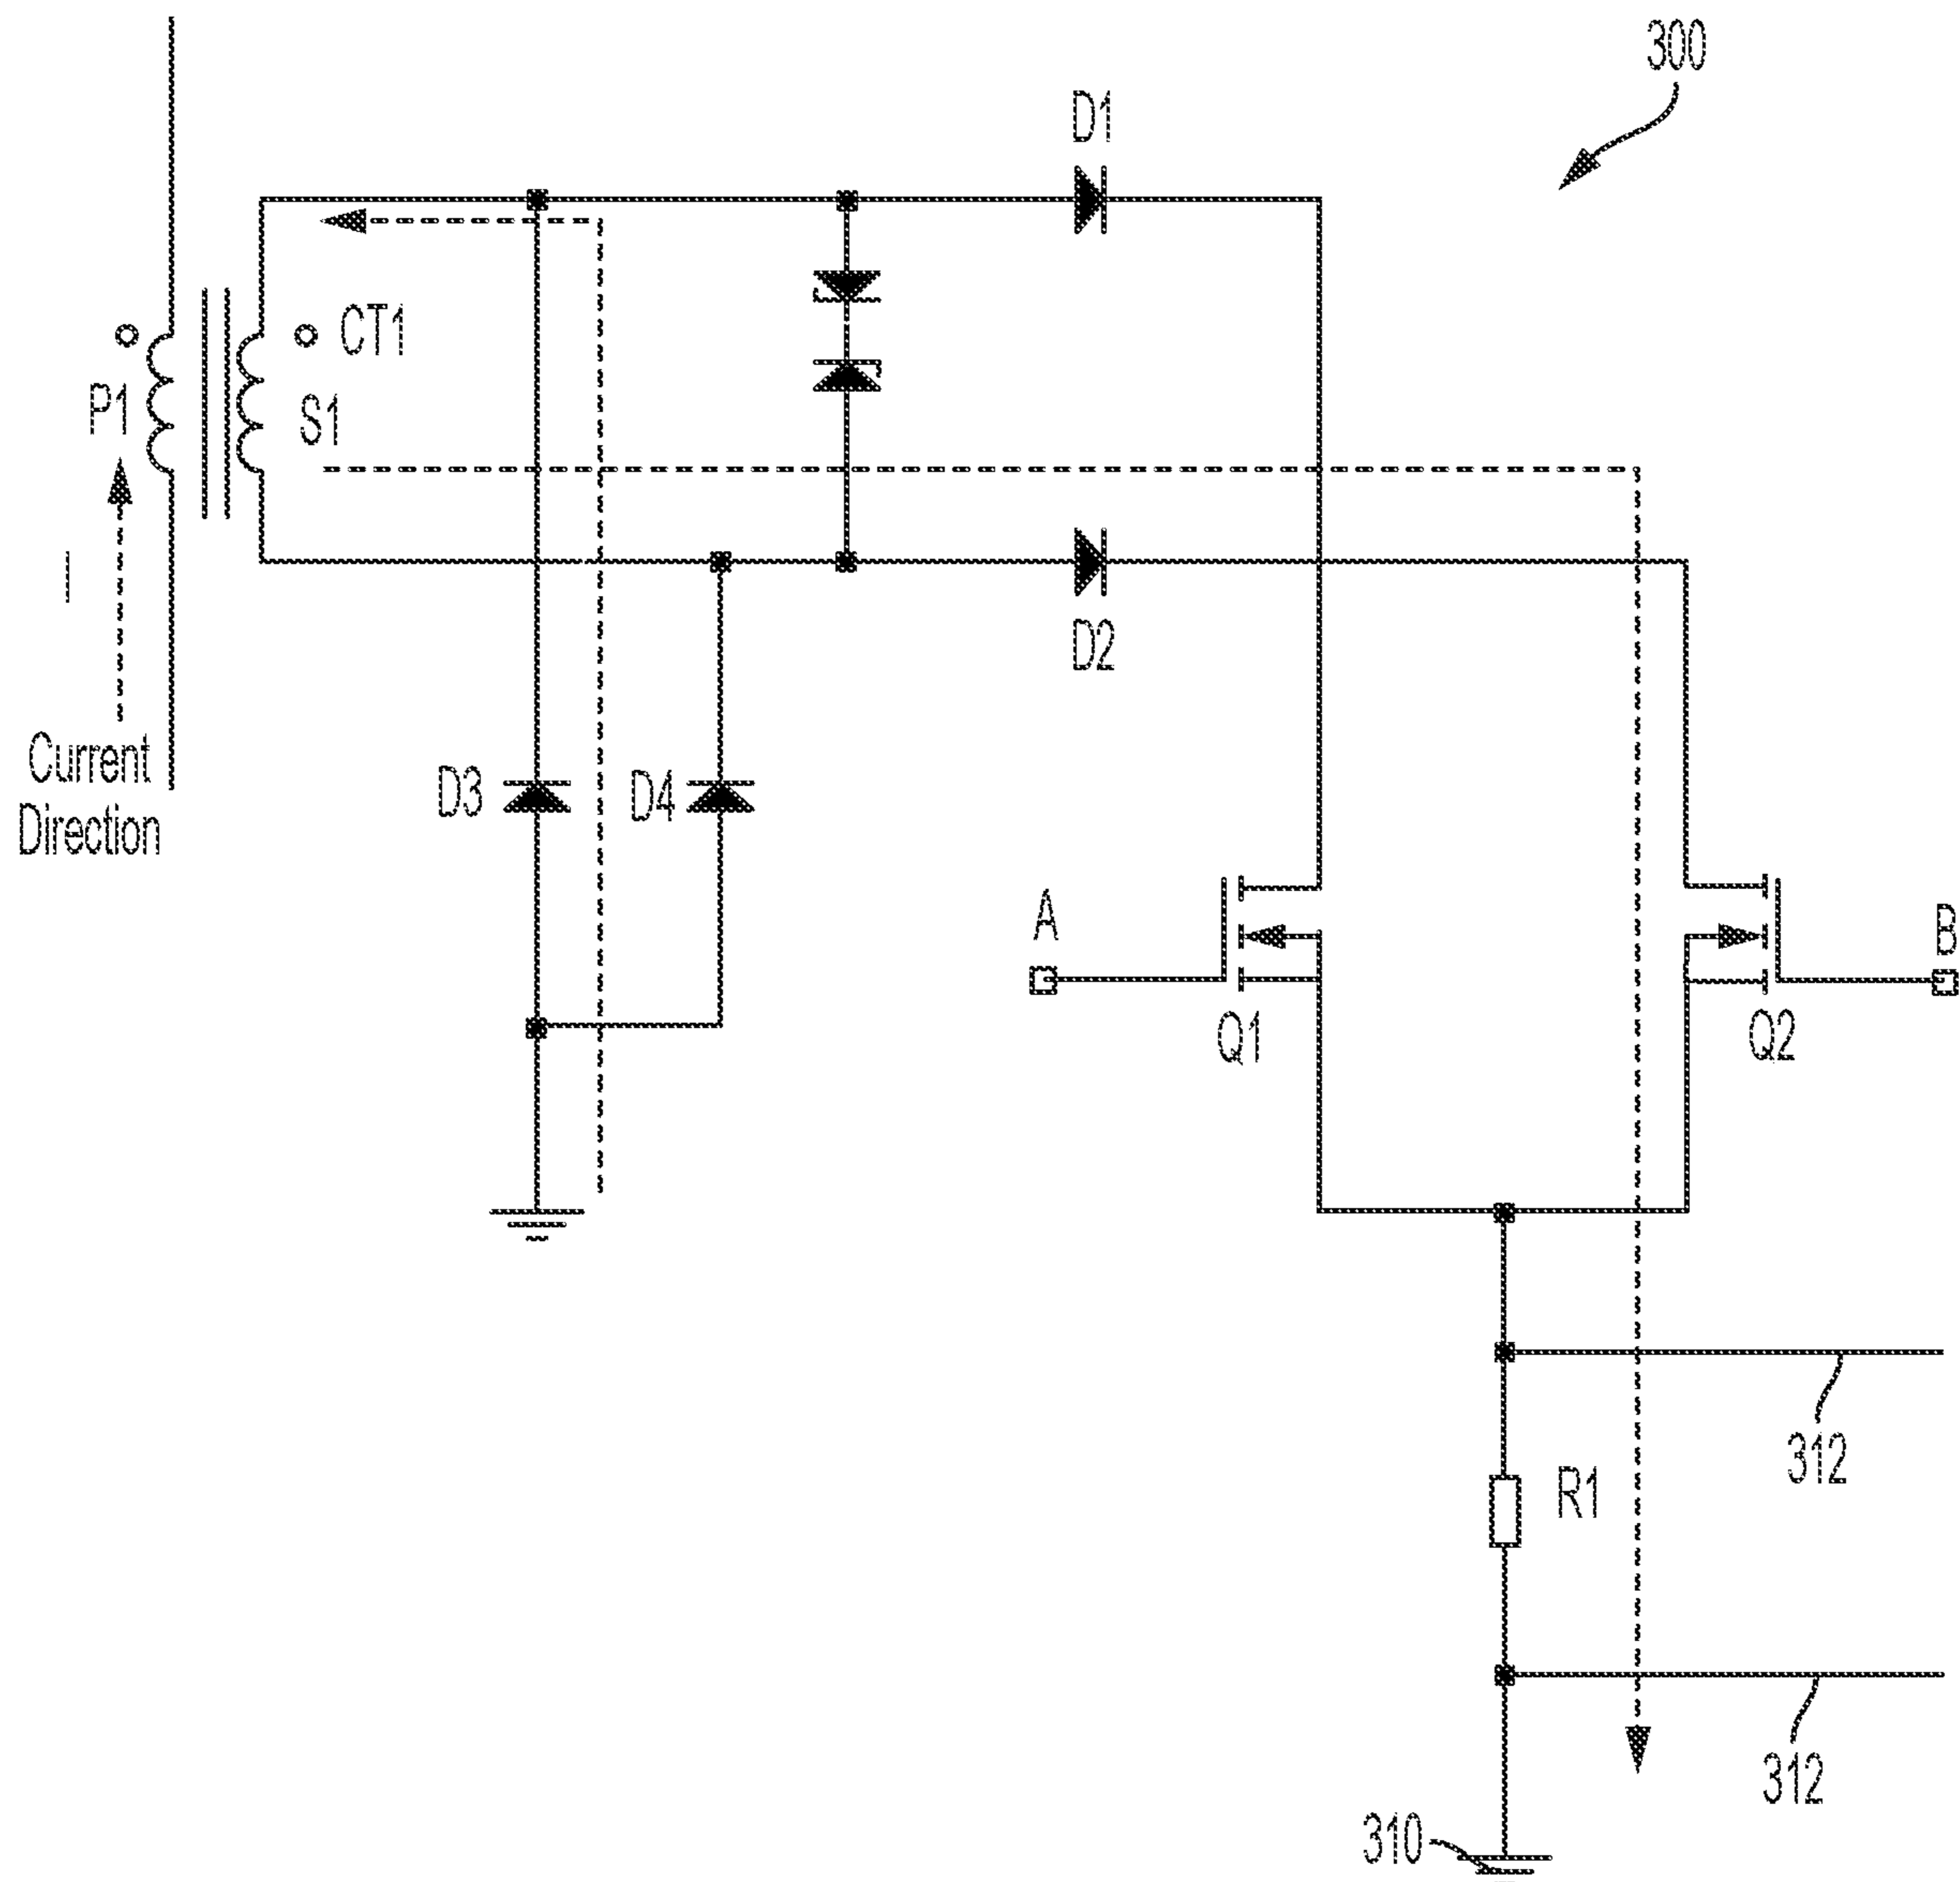 300
D1
CT1
P1
S1
I
D2
Current
Direction
D3
D4
A
B
Q1
Q2
312
R1
312
310